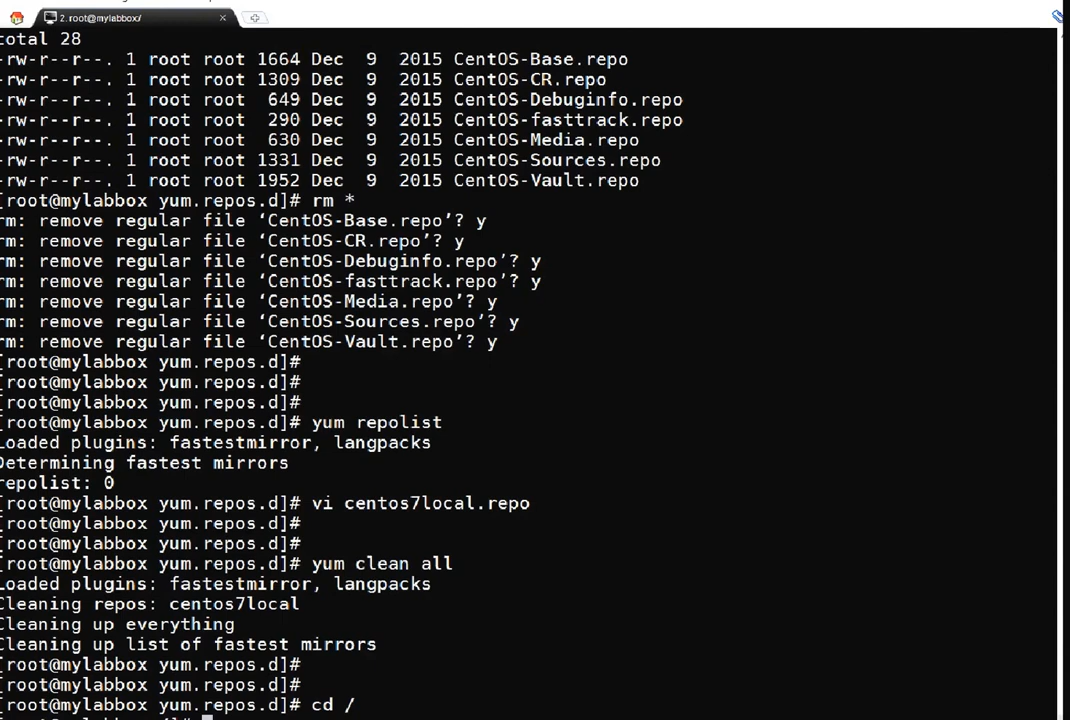 2. root@mylabbox/
total 28
-rw-r--r--. 1 root root 1664 Dec  9  2015 CentOS-Base.repo
-rw-r--r--. 1 root root 1309 Dec  9  2015 CentOS-CR.repo
-rw-r--r--. 1 root root  649 Dec  9  2015 CentOS-Debuginfo.repo
-rw-r--r--. 1 root root  290 Dec  9  2015 CentOS-fasttrack.repo
-rw-r--r--. 1 root root  630 Dec  9  2015 CentOS-Media.repo
-rw-r--r--. 1 root root 1331 Dec  9  2015 CentOS-Sources.repo
-rw-r--r--. 1 root root 1952 Dec  9  2015 CentOS-Vault.repo
[root@mylabbox yum.repos.d]# rm *
rm: remove regular file ‘CentOS-Base.repo’? y
rm: remove regular file ‘CentOS-CR.repo’? y
rm: remove regular file ‘CentOS-Debuginfo.repo’? y
rm: remove regular file ‘CentOS-fasttrack.repo’? y
rm: remove regular file ‘CentOS-Media.repo’? y
rm: remove regular file ‘CentOS-Sources.repo’? y
rm: remove regular file ‘CentOS-Vault.repo’? y
[root@mylabbox yum.repos.d]#
[root@mylabbox yum.repos.d]#
[root@mylabbox yum.repos.d]#
[root@mylabbox yum.repos.d]# yum repolist
Loaded plugins: fastestmirror, langpacks
Determining fastest mirrors
repolist: 0
[root@mylabbox yum.repos.d]# vi centos7local.repo
[root@mylabbox yum.repos.d]#
[root@mylabbox yum.repos.d]#
[root@mylabbox yum.repos.d]# yum clean all
Loaded plugins: fastestmirror, langpacks
Cleaning repos: centos7local
Cleaning up everything
Cleaning up list of fastest mirrors
[root@mylabbox yum.repos.d]#
[root@mylabbox yum.repos.d]#
[root@mylabbox yum.repos.d]# cd /